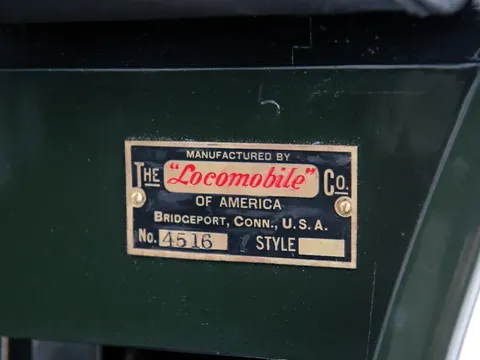 MANUFACTURED BY
THE "Locomobile" Co.
OF AMERICA
BRIDGEPORT, CONN., U.S.A.
No. 4516 STYLE